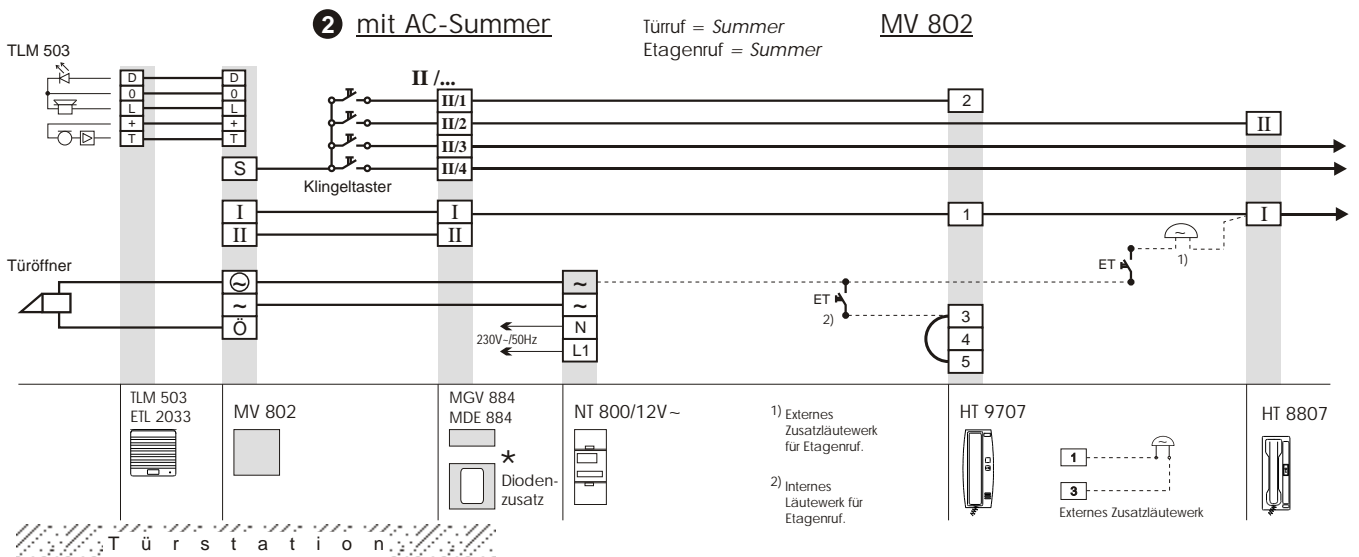 2 mit AC-Summer
Türruf = Summer
Etagenruf = Summer
MV 802
TLM 503
D
0
L
+
T
D
0
L
+
T
S
Klingeltaster
II /...
II/1
II/2
II/3
II/4
2
II
I
II
I
II
1
I
ET
~
1)
Türöffner
~
~
Ö
~
~
N
L1
230V~/50Hz
ET
2)
3
4
5
TLM 503
ETL 2033
MV 802
MGV 884
MDE 884
*
Dioden-
zusatz
NT 800/12V~
1) Externes
Zusatzläutewerk
für Etagenruf.
2) Internes
Läutewerk für
Etagenruf.
HT 9707
1
3
~
Externes Zusatzläutewerk
HT 8807
Türstation